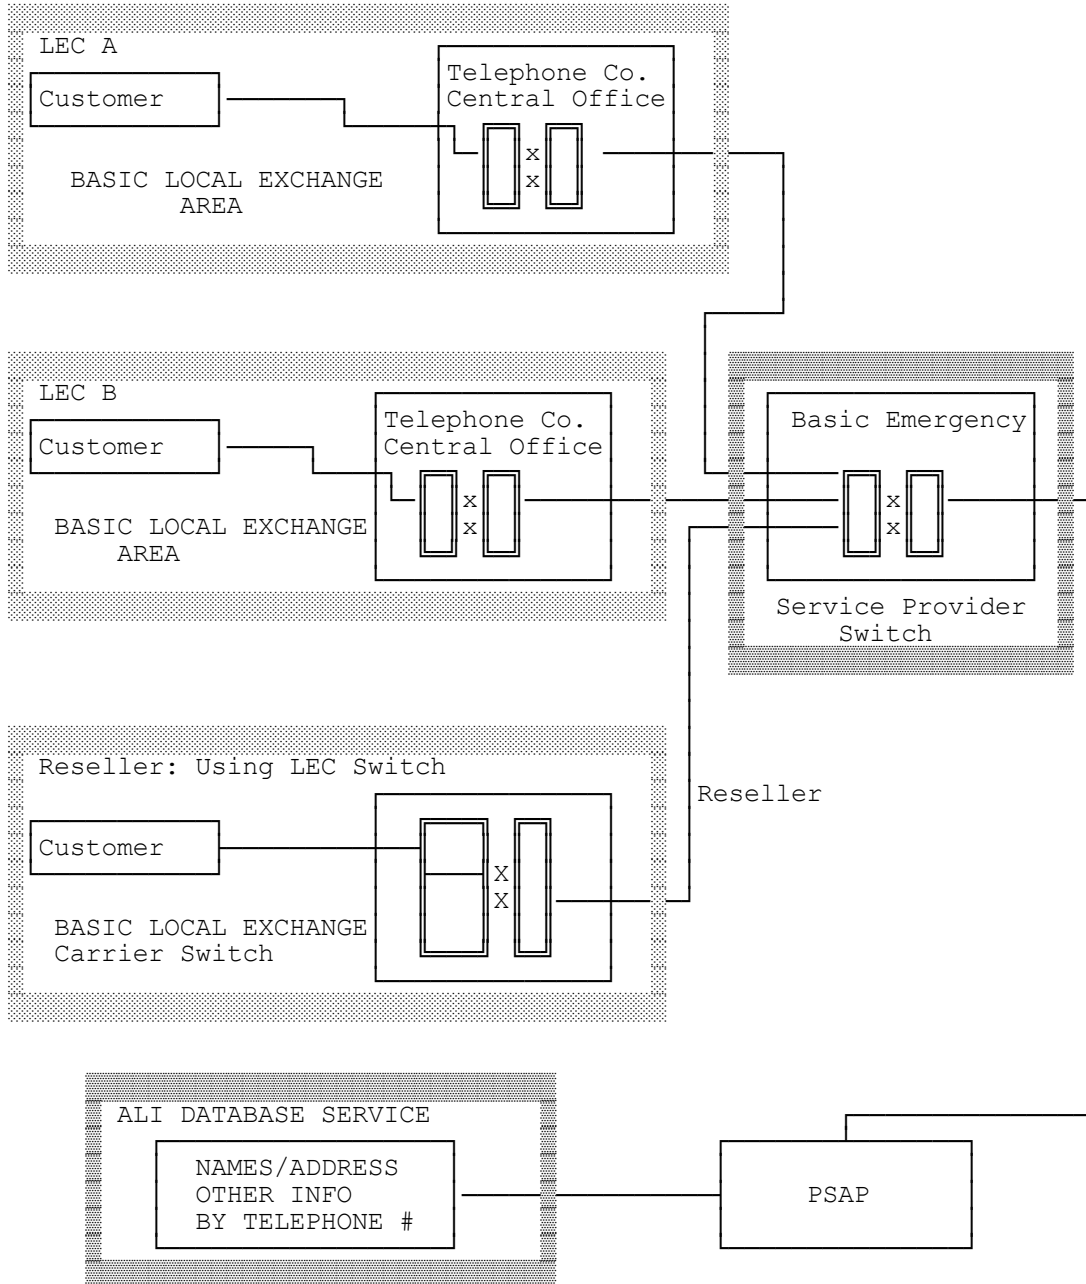 LEC A
Customer
Telephone Co.
Central Office
x
x
BASIC LOCAL EXCHANGE
AREA
LEC B
Customer
Telephone Co.
Central Office
x
x
BASIC LOCAL EXCHANGE
AREA
Basic Emergency
x
x
Service Provider
Switch
Reseller: Using LEC Switch
Customer
X
X
BASIC LOCAL EXCHANGE
Carrier Switch
Reseller
ALI DATABASE SERVICE
NAMES/ADDRESS
OTHER INFO
BY TELEPHONE #
PSAP